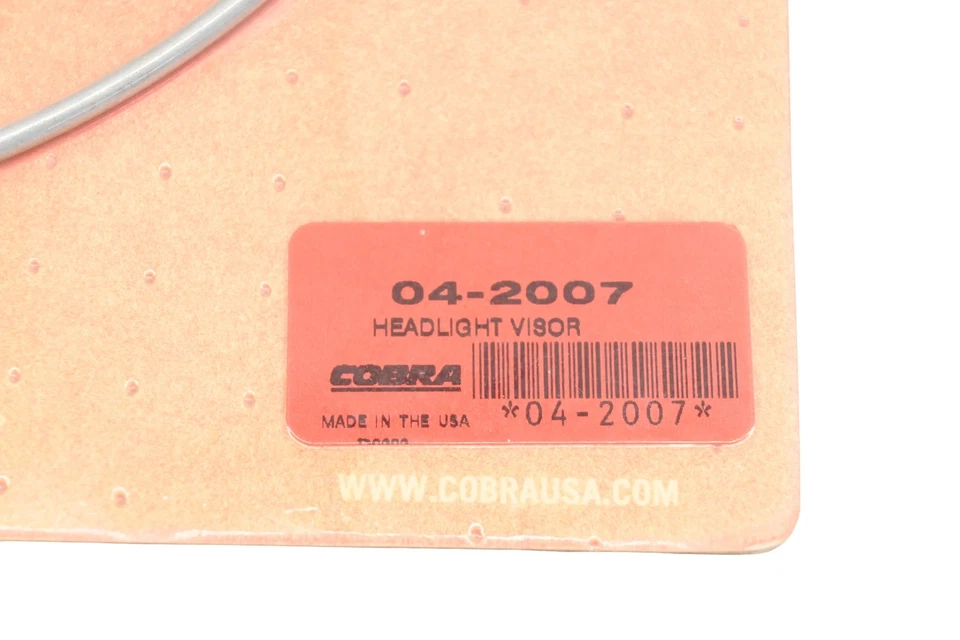 04-2007
HEADLIGHT VISOR
COBRA
*04-2007*
MADE IN THE USA
WWW.COBRAUSA.COM